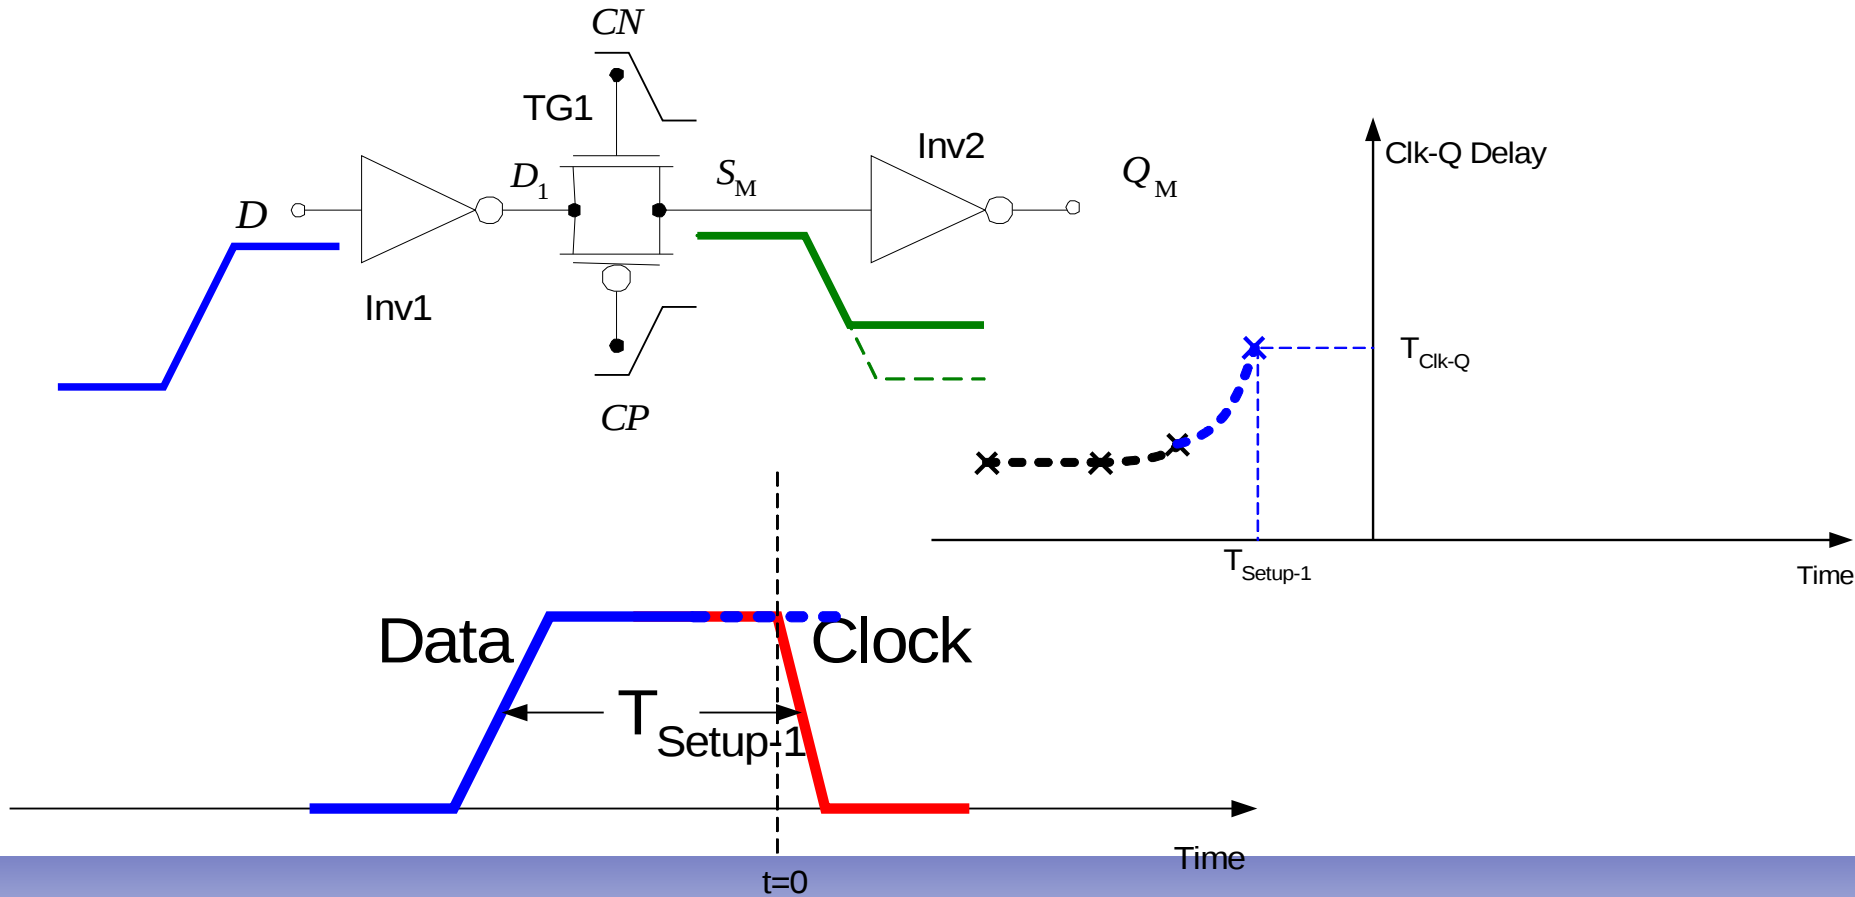 CN
TG1
Inv2
Clk-Q Delay
D1
SM
QM
D
Inv1
TClk-Q
CP
TSetup-1
Time
Data
Clock
TSetup-1
Time
t=0